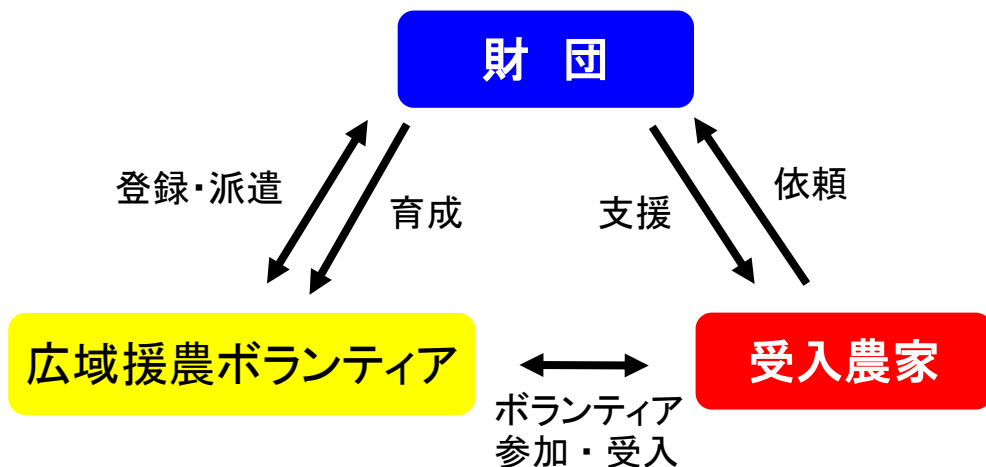 財　団
登録・派遣
育成
支援
依頼
広域援農ボランティア
受入農家
ボランティア
参加・受入